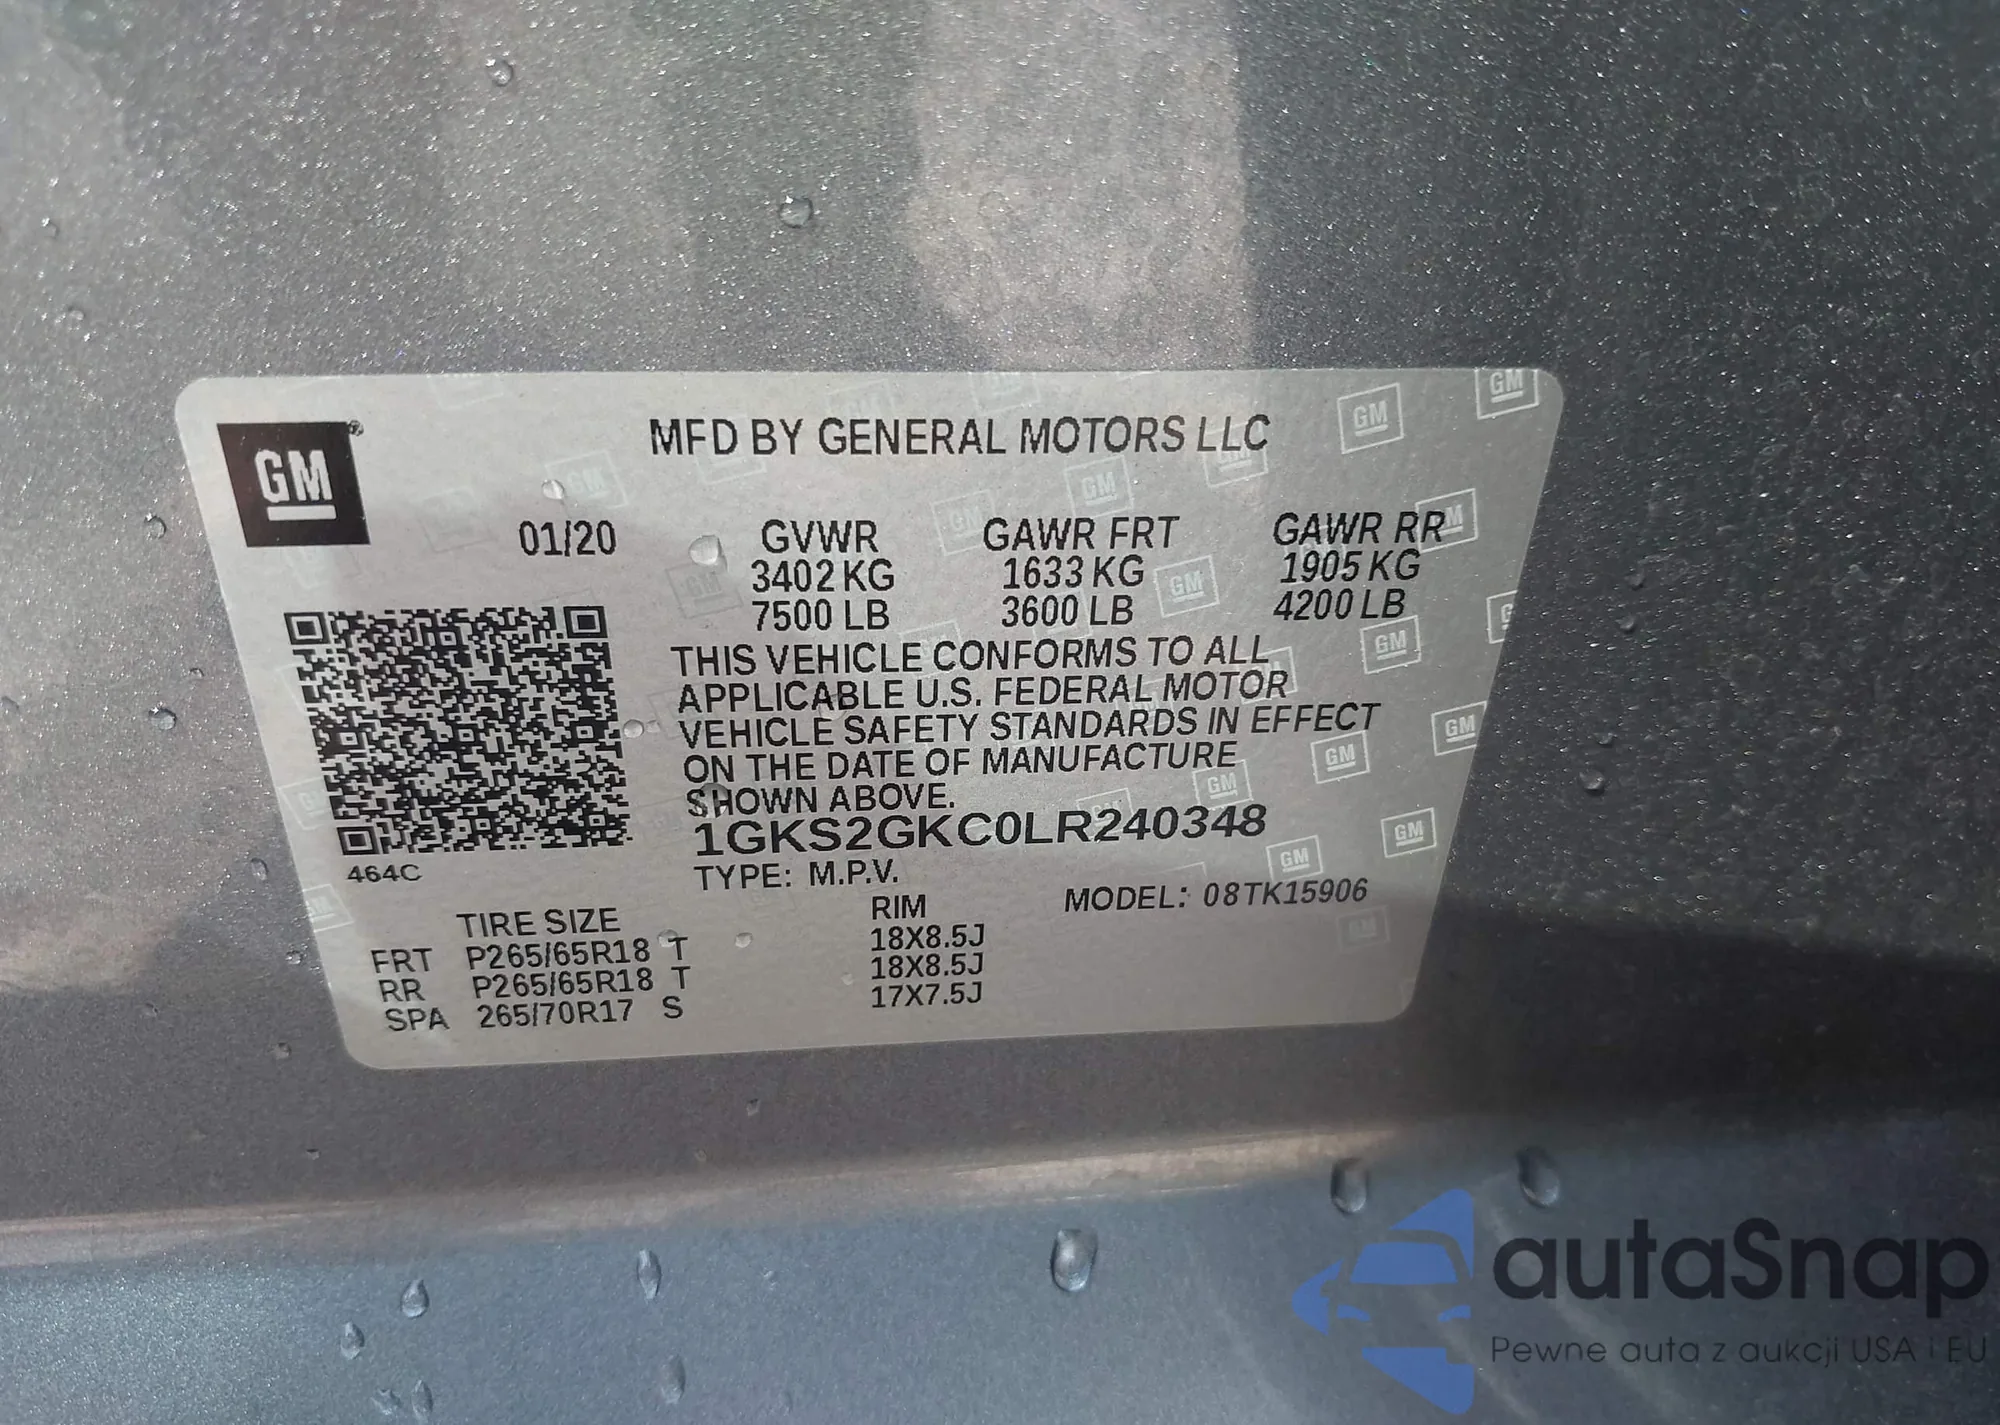 GM
MFD BY GENERAL MOTORS LLC
01/20 GVWR GAWR FRT GAWR RR
3402 KG 1633 KG 1905 KG
7500 LB 3600 LB 4200 LB
THIS VEHICLE CONFORMS TO ALL
APPLICABLE U.S. FEDERAL MOTOR
VEHICLE SAFETY STANDARDS IN EFFECT
ON THE DATE OF MANUFACTURE
SHOWN ABOVE.
1GKS2GKC0LR240348
464C
TYPE: M.P.V.
MODEL: 08TK15906
TIRE SIZE RIM
FRT P265/65R18 T 18X8.5J
RR P265/65R18 T 18X8.5J
SPA 265/70R17 S 17X7.5J
autaSnap
Pewne auta z aukcji USA i EU